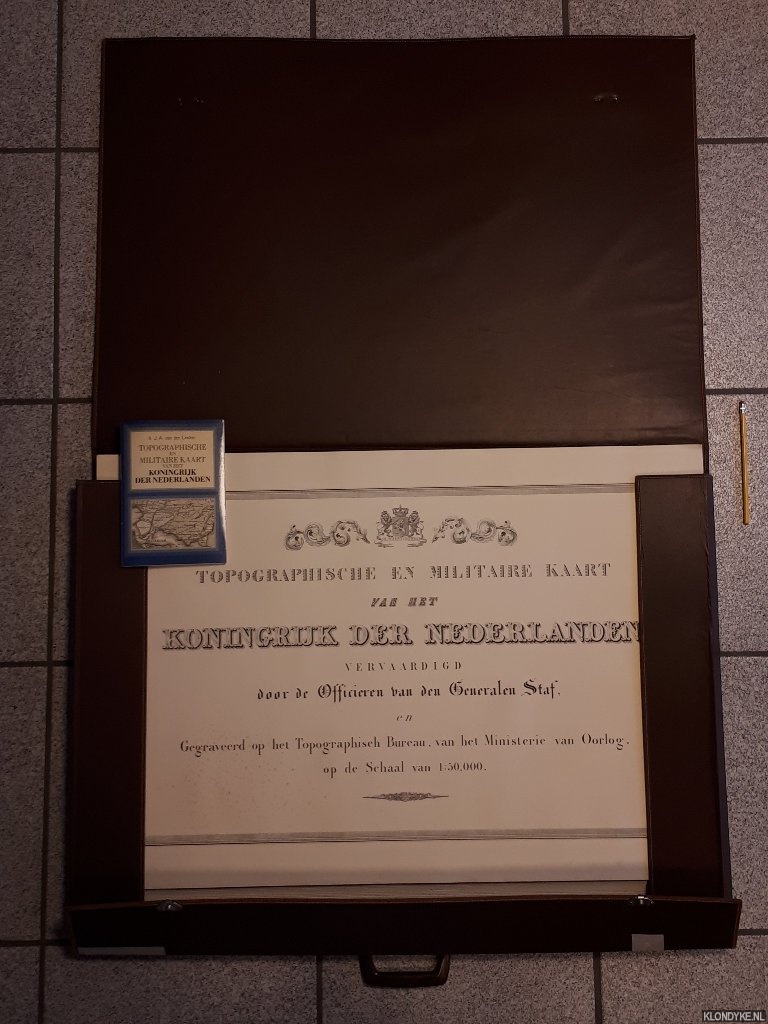 TOPOGRAPHISCHE
EN
MILITAIRE KAART
VAN HET
KONINGRIJK
DER NEDERLANDEN
TOPOGRAPHISCHE EN MILITAIRE KAART
VAN HET
KONINGRIJK DER NEDERLANDEN
VERVAARDIGD
door de Officieren van den Generalen Staf,
en
Gegraveerd op het Topographisch Bureau, van het Ministerie van Oorlog,
op de Schaal van 1:50,000.
KLONDYKE.NL